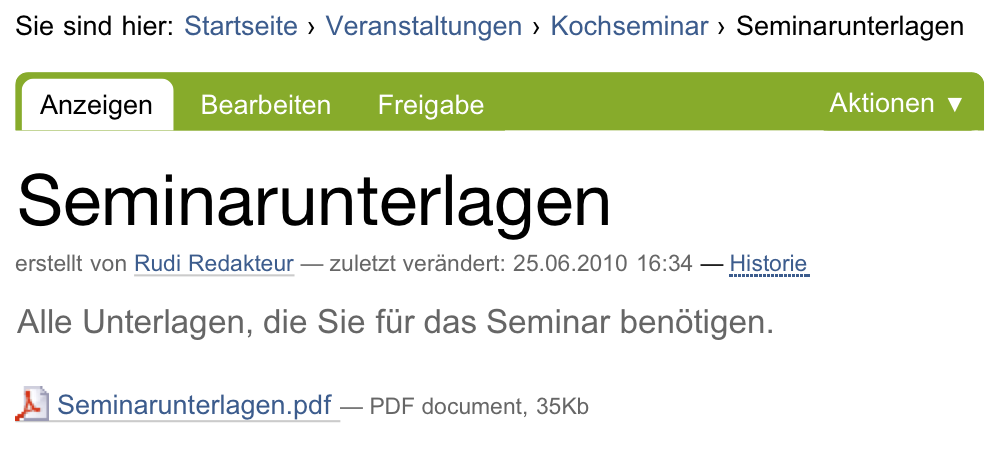 Sie sind hier: Startseite › Veranstaltungen › Kochseminar › Seminarunterlagen
Anzeigen Bearbeiten Freigabe Aktionen ▼
Seminarunterlagen
erstellt von Rudi Redakteur — zuletzt verändert: 25.06.2010 16:34 — Historie
Alle Unterlagen, die Sie für das Seminar benötigen.
Seminarunterlagen.pdf — PDF document, 35Kb